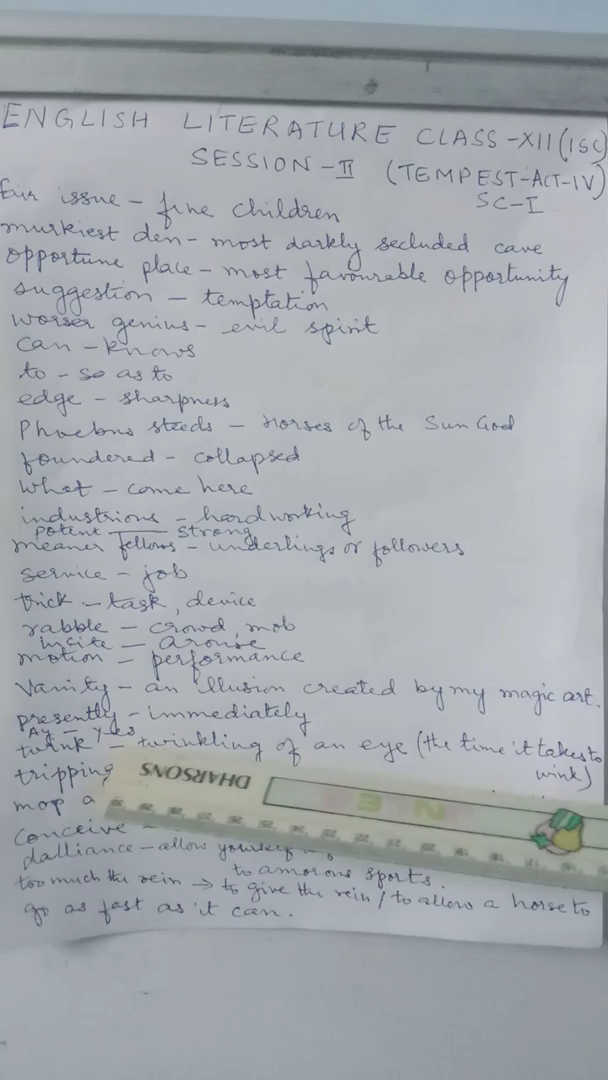 ENGLISH LITERATURE CLASS-XII (ISC)
SESSION-II (TEMPEST-ACT-IV)
SC-I
fair issue - fine children
murkiest den - most darkly secluded cave
opportune place - most favourable opportunity
suggestion - temptation
worser genius - evil spirit
can - knows
to - so as to
edge - sharpness
Phoebus steeds - horses of the Sun God
foundered - collapsed
What - come here
industrious - hardworking
potent — strong
meaner fellows - underlings or followers
service - job
trick - task, device
rabble - crowd, mob
incite - arouse
motion - performance
Vanity - an illusion created by my magic art.
presently - immediately
Ay - yes
twink - twinkling of an eye (the time it takes to
wink)
tripping
DHARSONS
mop a
Conceive -
dalliance - allow yourself
to amorous sports.
too much the rein → to give the rein / to allow a horse to
go as fast as it can.